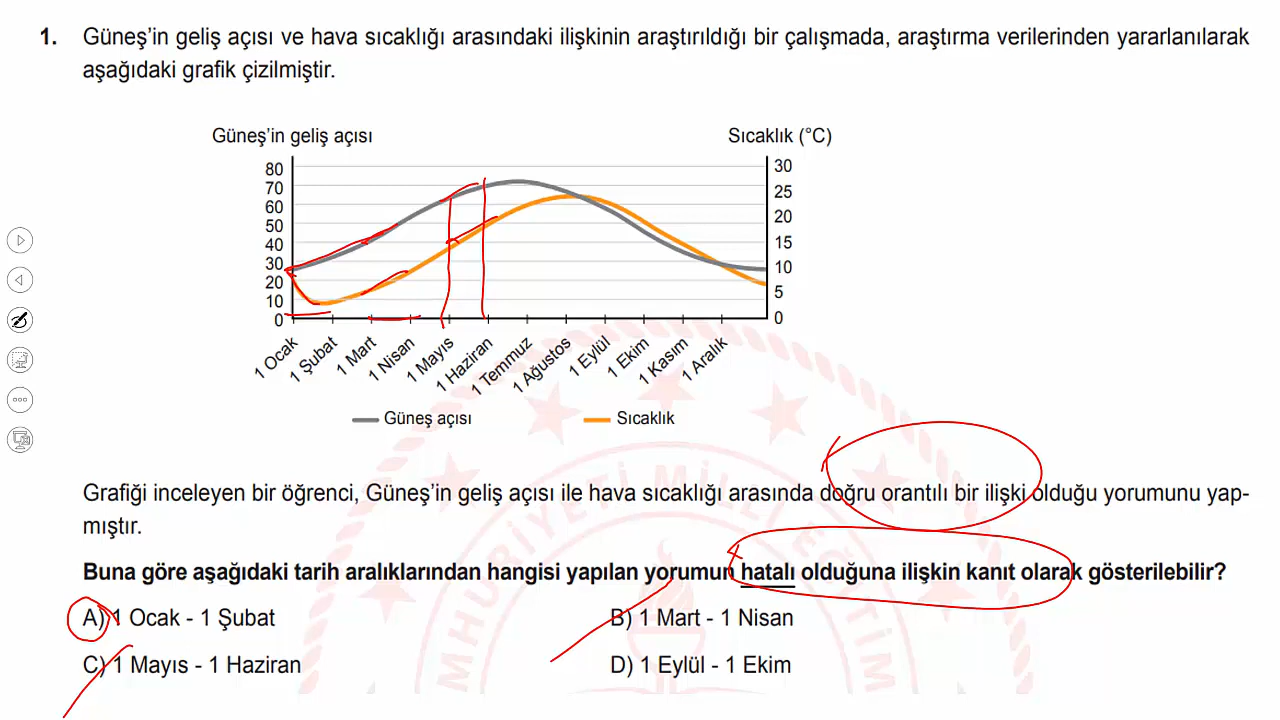 1. Güneş’in geliş açısı ve hava sıcaklığı arasındaki ilişkinin araştırıldığı bir çalışmada, araştırma verilerinden yararlanılarak
aşağıdaki grafik çizilmiştir.
Güneş’in geliş açısı
Sıcaklık (°C)
80
70
60
50
40
30
20
10
0
30
25
20
15
10
5
0
1 Ocak
1 Şubat
1 Mart
1 Nisan
1 Mayıs
1 Haziran
1 Temmuz
1 Ağustos
1 Eylül
1 Ekim
1 Kasım
1 Aralık
Güneş açısı
Sıcaklık
Grafiği inceleyen bir öğrenci, Güneş’in geliş açısı ile hava sıcaklığı arasında doğru orantılı bir ilişki olduğu yorumunu yap-
mıştır.
Buna göre aşağıdaki tarih aralıklarından hangisi yapılan yorumun hatalı olduğuna ilişkin kanıt olarak gösterilebilir?
A) 1 Ocak - 1 Şubat
B) 1 Mart - 1 Nisan
C) 1 Mayıs - 1 Haziran
D) 1 Eylül - 1 Ekim
MHURİYETİ MİLLÎ EĞİTİM